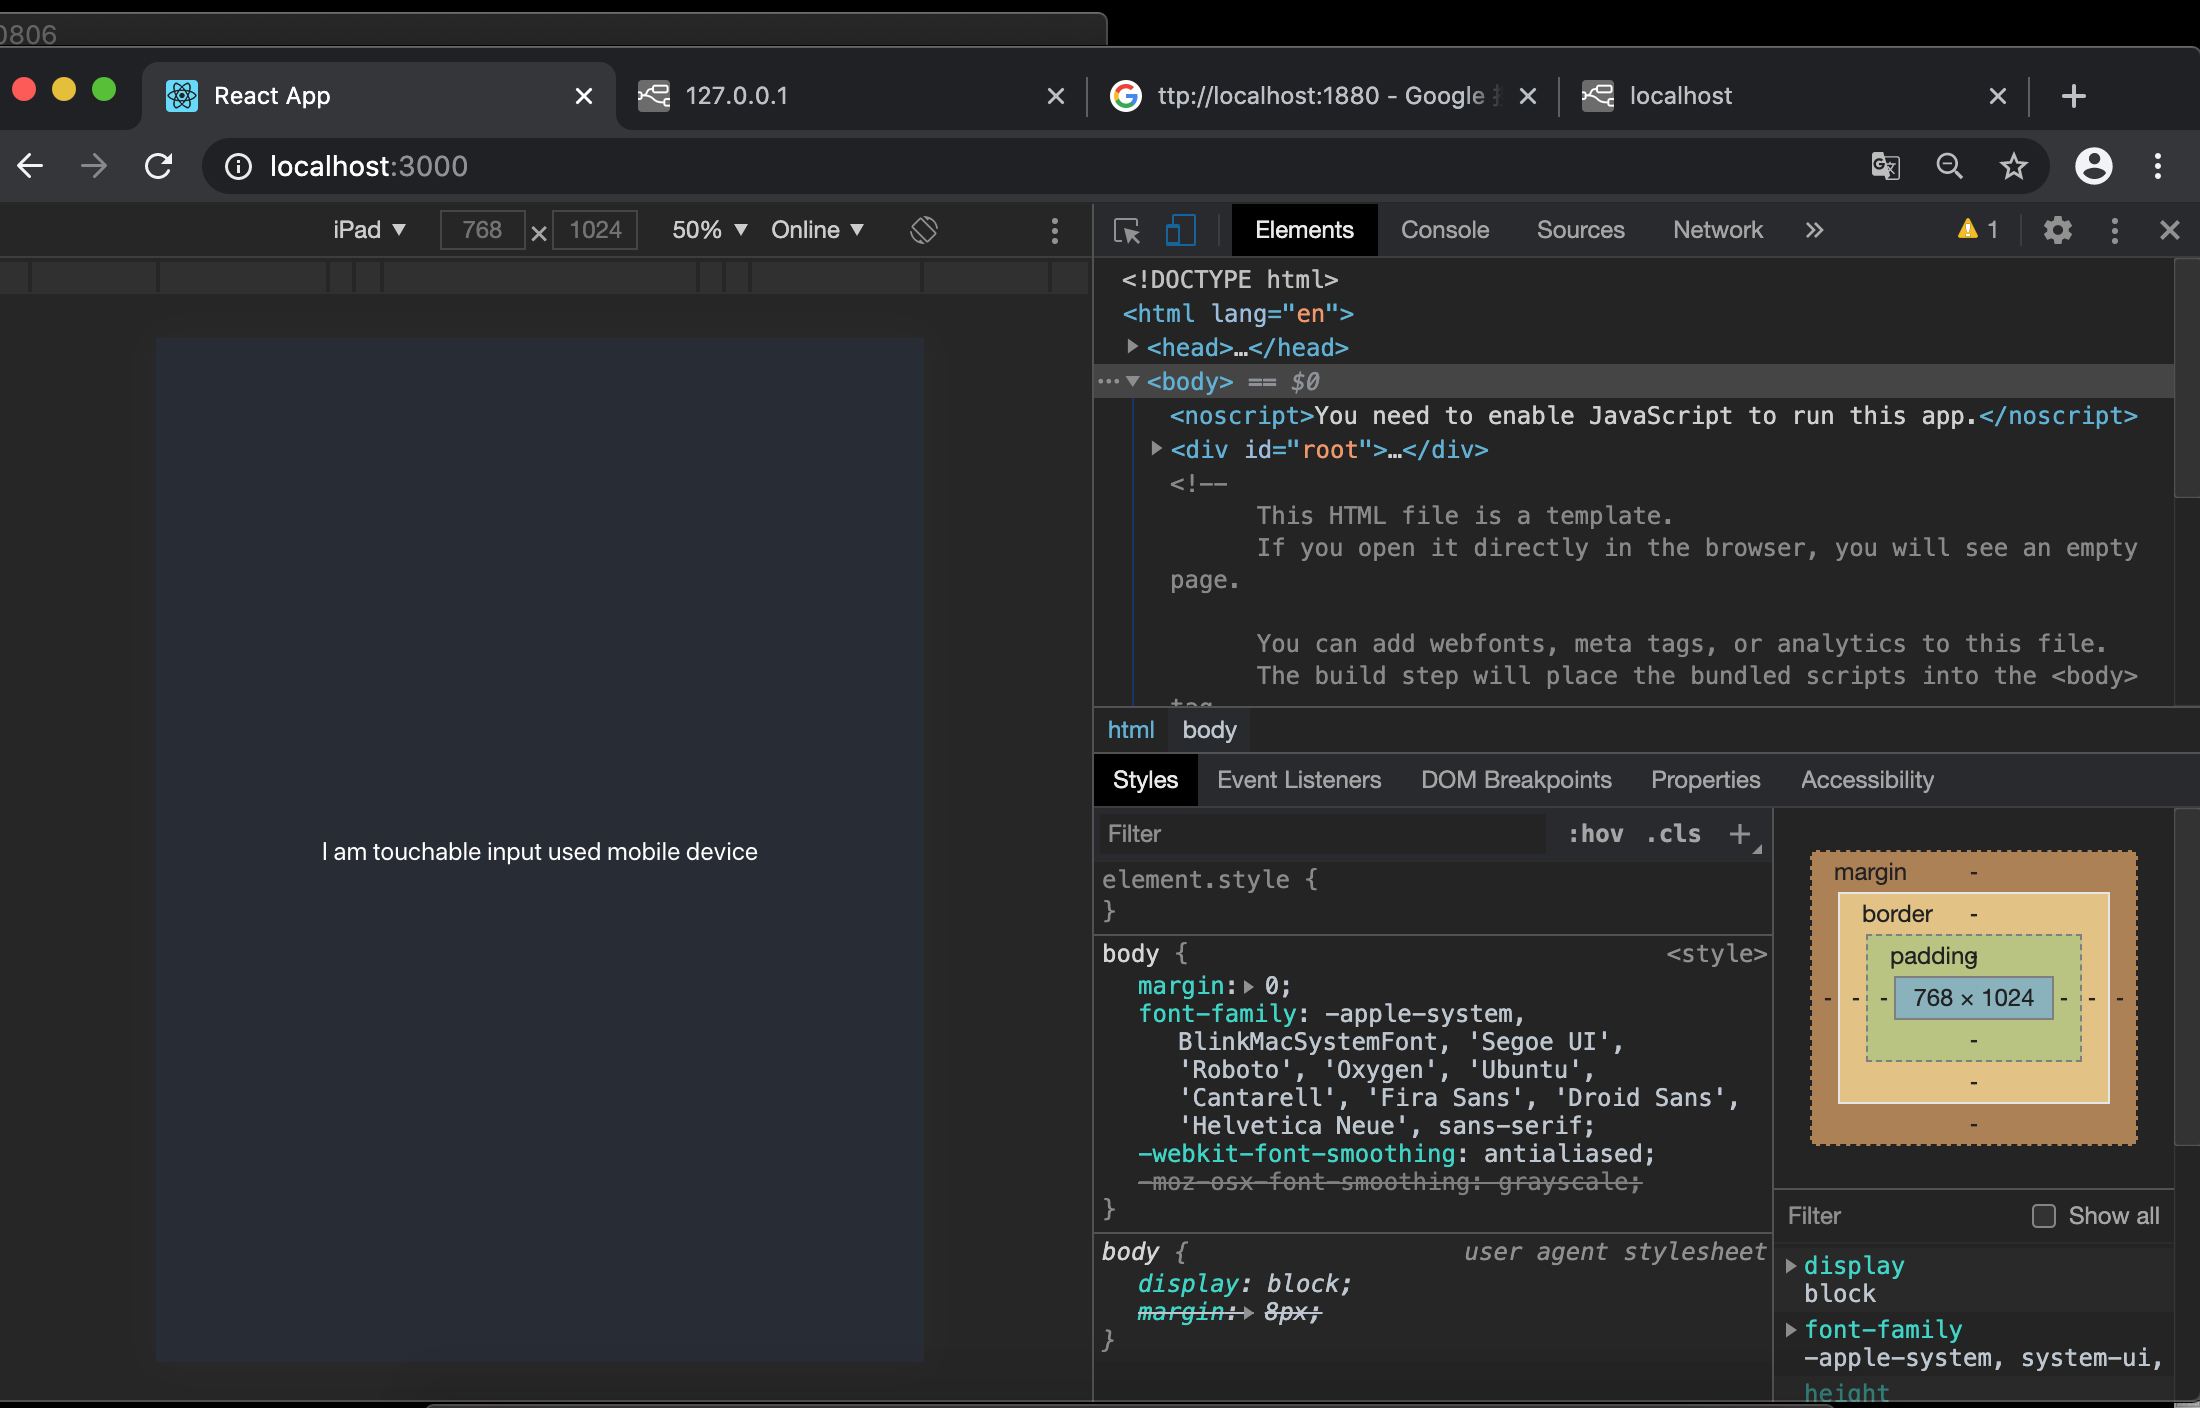 0806
React App
127.0.0.1
ttp://localhost:1880 - Google
localhost
localhost:3000
iPad ▼ 768 × 1024 50% ▼ Online ▼
Elements Console Sources Network » 1
<!DOCTYPE html>
<html lang="en">
<head>…</head>
<body> == $0
<noscript>You need to enable JavaScript to run this app.</noscript>
<div id="root">…</div>
<!--
This HTML file is a template.
If you open it directly in the browser, you will see an empty
page.
You can add webfonts, meta tags, or analytics to this file.
The build step will place the bundled scripts into the <body>
tag
html body
Styles Event Listeners DOM Breakpoints Properties Accessibility
I am touchable input used mobile device
Filter :hov .cls +
element.style {
}
body { <style>
margin: 0;
font-family: -apple-system,
BlinkMacSystemFont, 'Segoe UI',
'Roboto', 'Oxygen', 'Ubuntu',
'Cantarell', 'Fira Sans', 'Droid Sans',
'Helvetica Neue', sans-serif;
-webkit-font-smoothing: antialiased;
-moz-osx-font-smoothing: grayscale;
}
body { user agent stylesheet
display: block;
margin: 8px;
}
margin -
border -
padding -
- - - 768 × 1024 - - -
-
-
-
Filter Show all
display
block
font-family
-apple-system, system-ui,
height